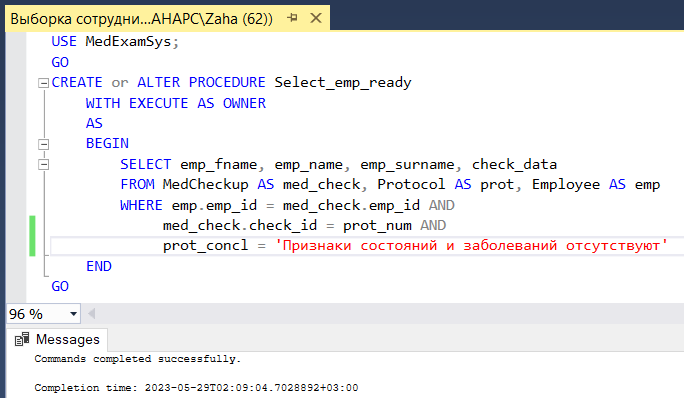 Выборка сотрудни...АНАРС\Zaha (62))
USE MedExamSys;
GO
CREATE or ALTER PROCEDURE Select_emp_ready
WITH EXECUTE AS OWNER
AS
BEGIN
SELECT emp_fname, emp_name, emp_surname, check_data
FROM MedCheckup AS med_check, Protocol AS prot, Employee AS emp
WHERE emp.emp_id = med_check.emp_id AND
med_check.check_id = prot_num AND
prot_concl = 'Признаки состояний и заболеваний отсутствуют'
END
GO
96 %
Messages
Commands completed successfully.
Completion time: 2023-05-29T02:09:04.7028892+03:00